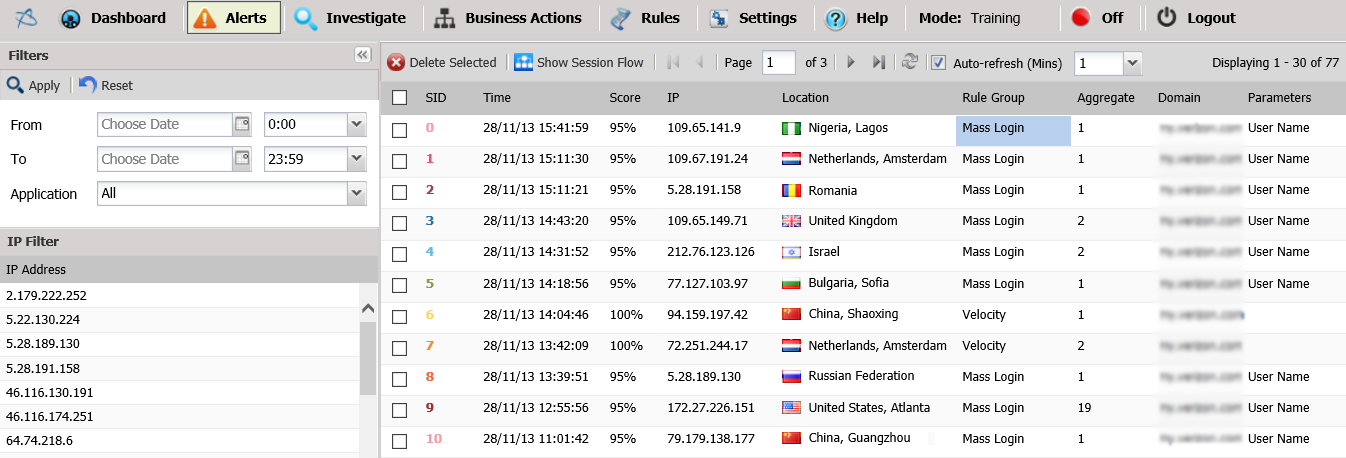 Dashboard Alerts Investigate Business Actions Rules Settings Help Mode: Training Off Logout
Filters
Apply Reset
From Choose Date 0:00
To Choose Date 23:59
Application All
IP Filter
IP Address
2.179.222.252
5.22.130.224
5.28.189.130
5.28.191.158
46.116.130.191
46.116.174.251
64.74.218.6
Delete Selected Show Session Flow Page 1 of 3 Auto-refresh (Mins) 1 Displaying 1 - 30 of 77
SID Time Score IP Location Rule Group Aggregate Domain Parameters
0 28/11/13 15:41:59 95% 109.65.141.9 Nigeria, Lagos Mass Login 1 User Name
1 28/11/13 15:11:30 95% 109.67.191.24 Netherlands, Amsterdam Mass Login 1 User Name
2 28/11/13 15:11:21 95% 5.28.191.158 Romania Mass Login 1 User Name
3 28/11/13 14:43:20 95% 109.65.149.71 United Kingdom Mass Login 2 User Name
4 28/11/13 14:31:52 95% 212.76.123.126 Israel Mass Login 2 User Name
5 28/11/13 14:18:56 95% 77.127.103.97 Bulgaria, Sofia Mass Login 1 User Name
6 28/11/13 14:04:46 100% 94.159.197.42 China, Shaoxing Velocity 1
7 28/11/13 13:42:09 100% 72.251.244.17 Netherlands, Amsterdam Velocity 2
8 28/11/13 13:39:51 95% 5.28.189.130 Russian Federation Mass Login 1 User Name
9 28/11/13 12:55:56 95% 172.27.226.151 United States, Atlanta Mass Login 19 User Name
10 28/11/13 11:01:42 95% 79.179.138.177 China, Guangzhou Mass Login 1 User Name